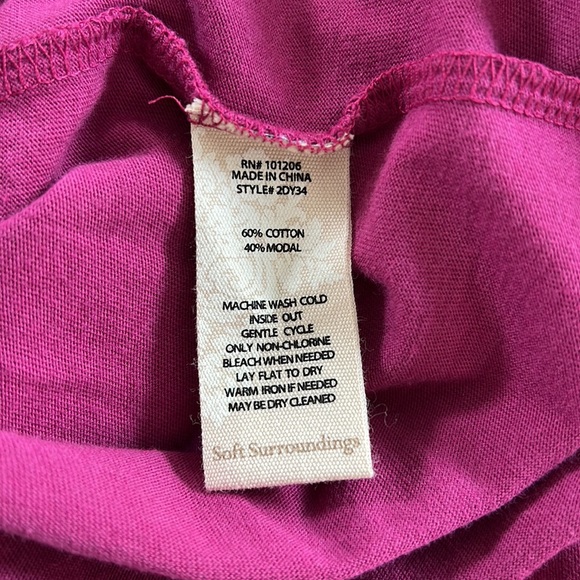 RN# 101206
MADE IN CHINA
STYLE# 2DY34
60% COTTON
40% MODAL
MACHINE WASH COLD
INSIDE OUT
GENTLE CYCLE
ONLY NON-CHLORINE
BLEACH WHEN NEEDED
LAY FLAT TO DRY
WARM IRON IF NEEDED
MAY BE DRY CLEANED
Soft Surroundings